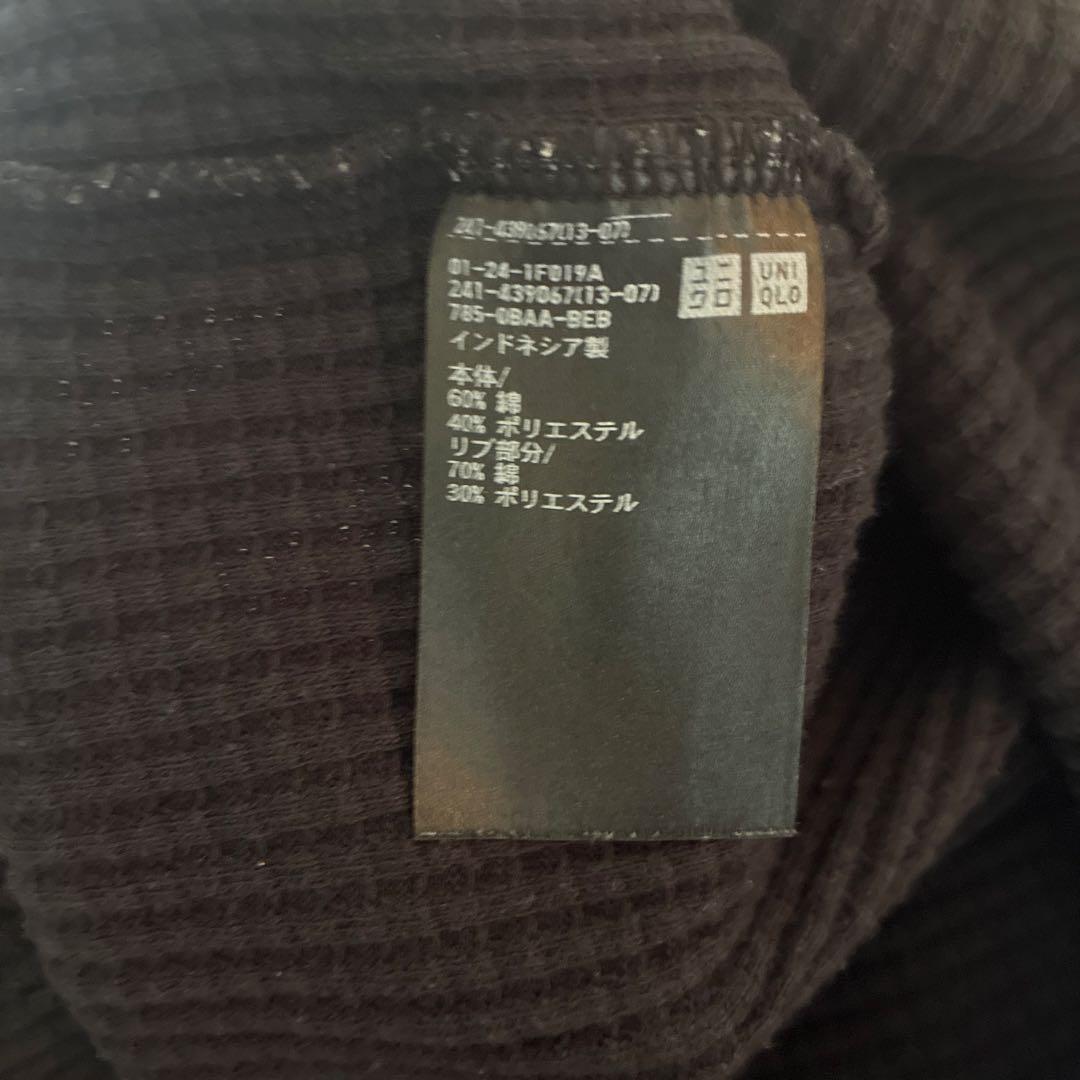 241-439067(13-07)
01-24-1F019A
241-439067(13-07)
785-0BAA-BEB
インドネシア製
ユニ
クロ
UNI
QLO
本体/
60% 綿
40% ポリエステル
リブ部分/
70% 綿
30% ポリエステル